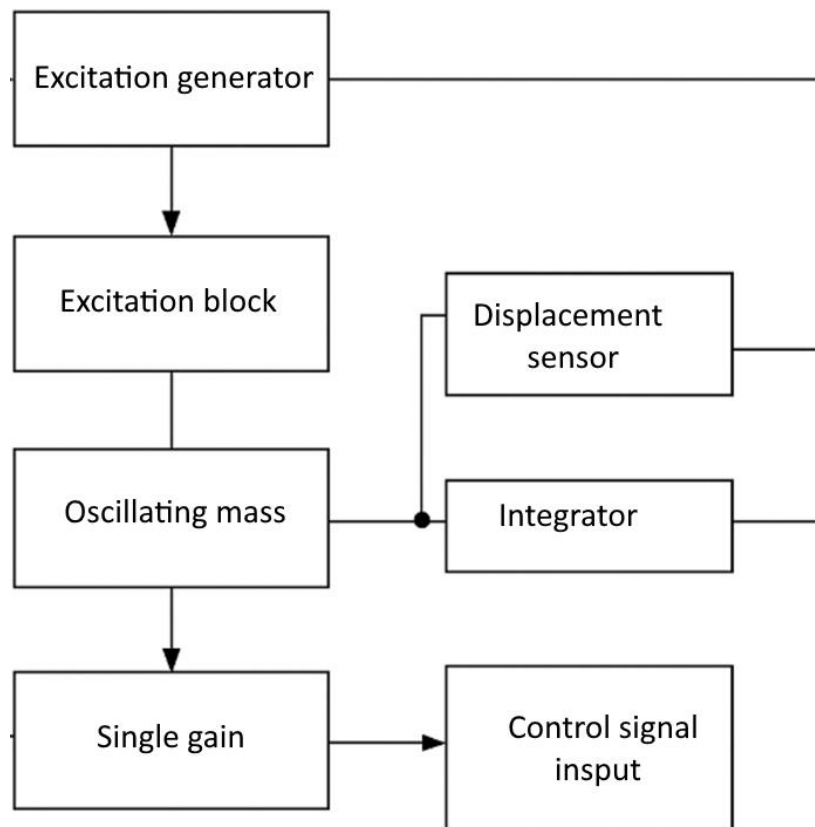 Excitation generator
Excitation block
Displacement
sensor
Oscillating mass
Integrator
Single gain
Control signal
insput